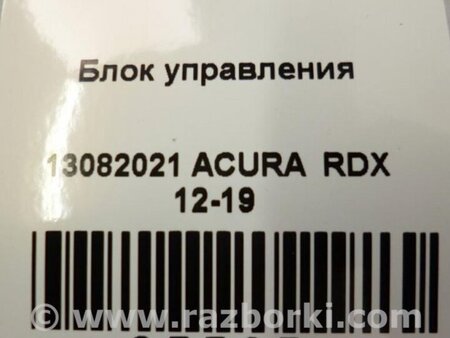 Блок управления
13082021 ACURA RDX
12-19
© www.razborki.com